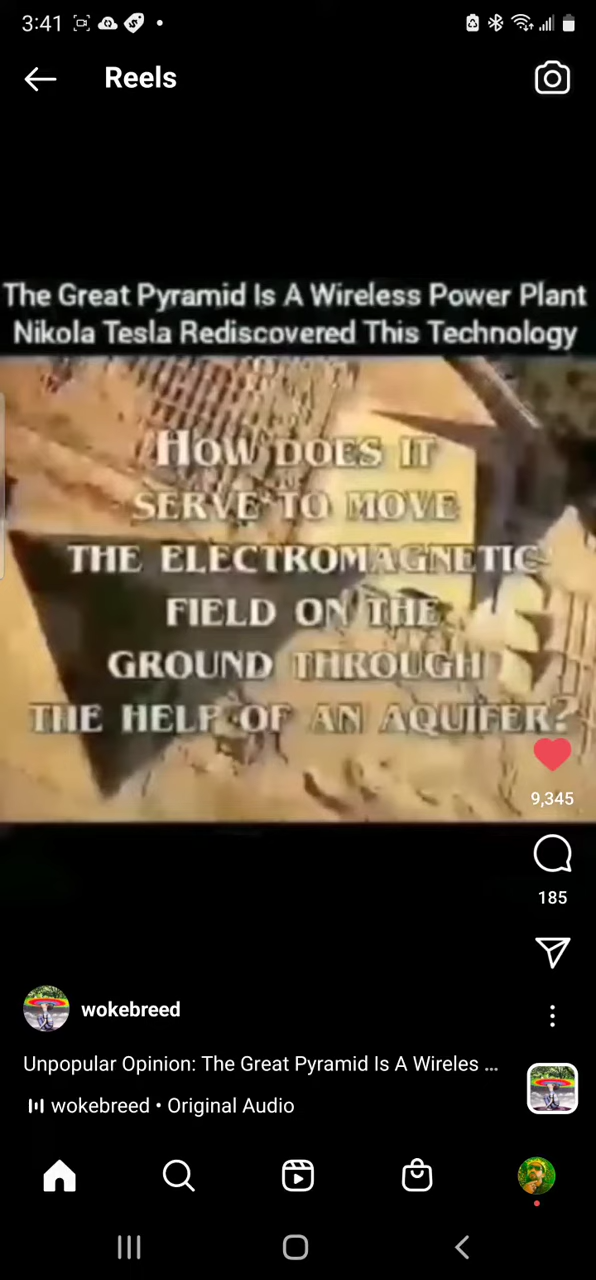 3:41
Reels
The Great Pyramid Is A Wireless Power Plant
Nikola Tesla Rediscovered This Technology
HOW DOES IT
SERVE TO MOVE
THE ELECTROMAGNETIC
FIELD ON THE
GROUND THROUGH
THE HELP OF AN AQUIFER?
9,345
185
wokebreed
Unpopular Opinion: The Great Pyramid Is A Wireles ...
wokebreed • Original Audio